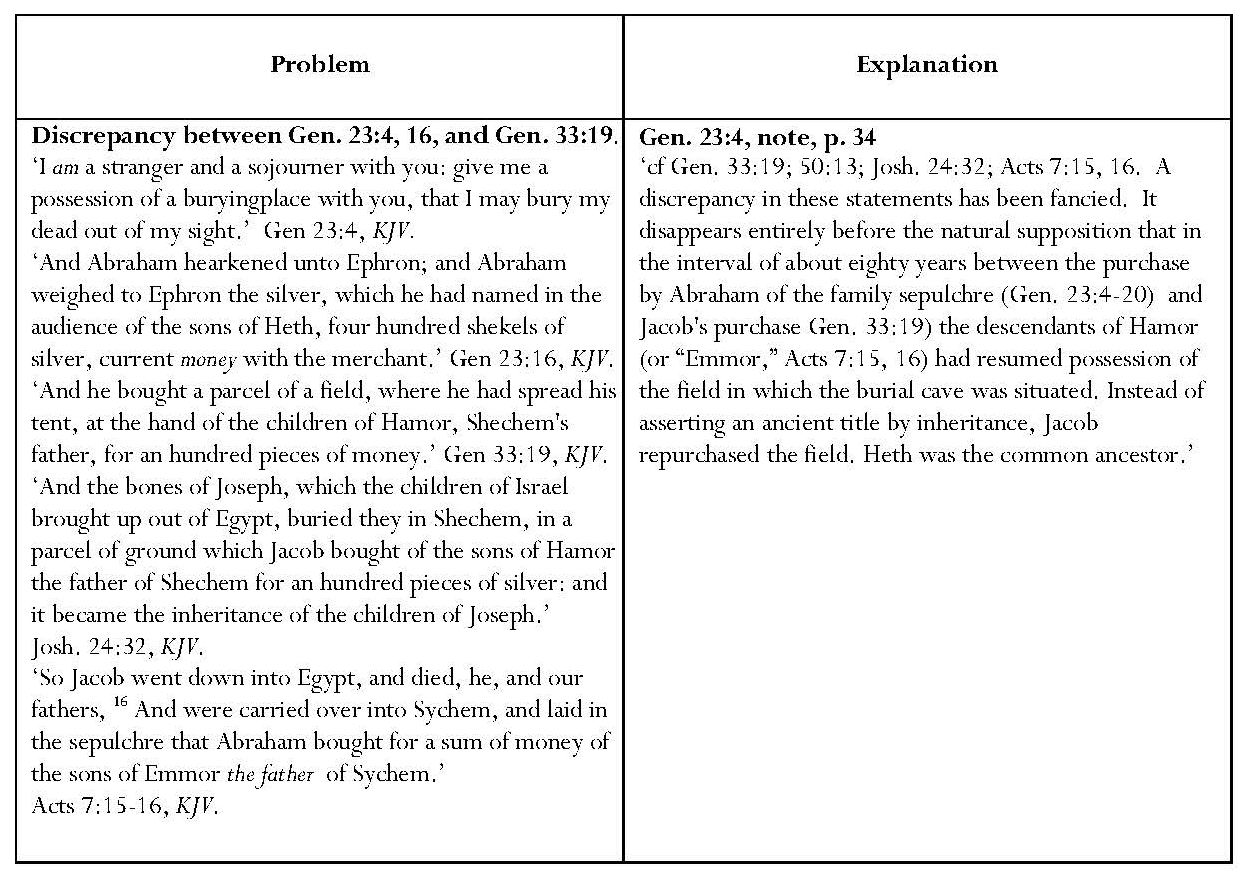 Problem
Explanation
Discrepancy between Gen. 23:4, 16, and Gen. 33:19.
‘I am a stranger and a sojourner with you: give me a
possession of a buryingplace with you, that I may bury my
dead out of my sight.’  Gen 23:4, KJV.
‘And Abraham hearkened unto Ephron; and Abraham
weighed to Ephron the silver, which he had named in the
audience of the sons of Heth, four hundred shekels of
silver, current money with the merchant.’ Gen 23:16, KJV.
‘And he bought a parcel of a field, where he had spread his
tent, at the hand of the children of Hamor, Shechem's
father, for an hundred pieces of money.’ Gen 33:19, KJV.
‘And the bones of Joseph, which the children of Israel
brought up out of Egypt, buried they in Shechem, in a
parcel of ground which Jacob bought of the sons of Hamor
the father of Shechem for an hundred pieces of silver: and
it became the inheritance of the children of Joseph.’
Josh. 24:32, KJV.
‘So Jacob went down into Egypt, and died, he, and our
fathers, 16 And were carried over into Sychem, and laid in
the sepulchre that Abraham bought for a sum of money of
the sons of Emmor the father  of Sychem.’
Acts 7:15-16, KJV.
Gen. 23:4, note, p. 34
‘cf Gen. 33:19; 50:13; Josh. 24:32; Acts 7:15, 16.  A
discrepancy in these statements has been fancied.  It
disappears entirely before the natural supposition that in
the interval of about eighty years between the purchase
by Abraham of the family sepulchre (Gen. 23:4-20)  and
Jacob's purchase Gen. 33:19) the descendants of Hamor
(or “Emmor,” Acts 7:15, 16) had resumed possession of
the field in which the burial cave was situated. Instead of
asserting an ancient title by inheritance, Jacob
repurchased the field. Heth was the common ancestor.’